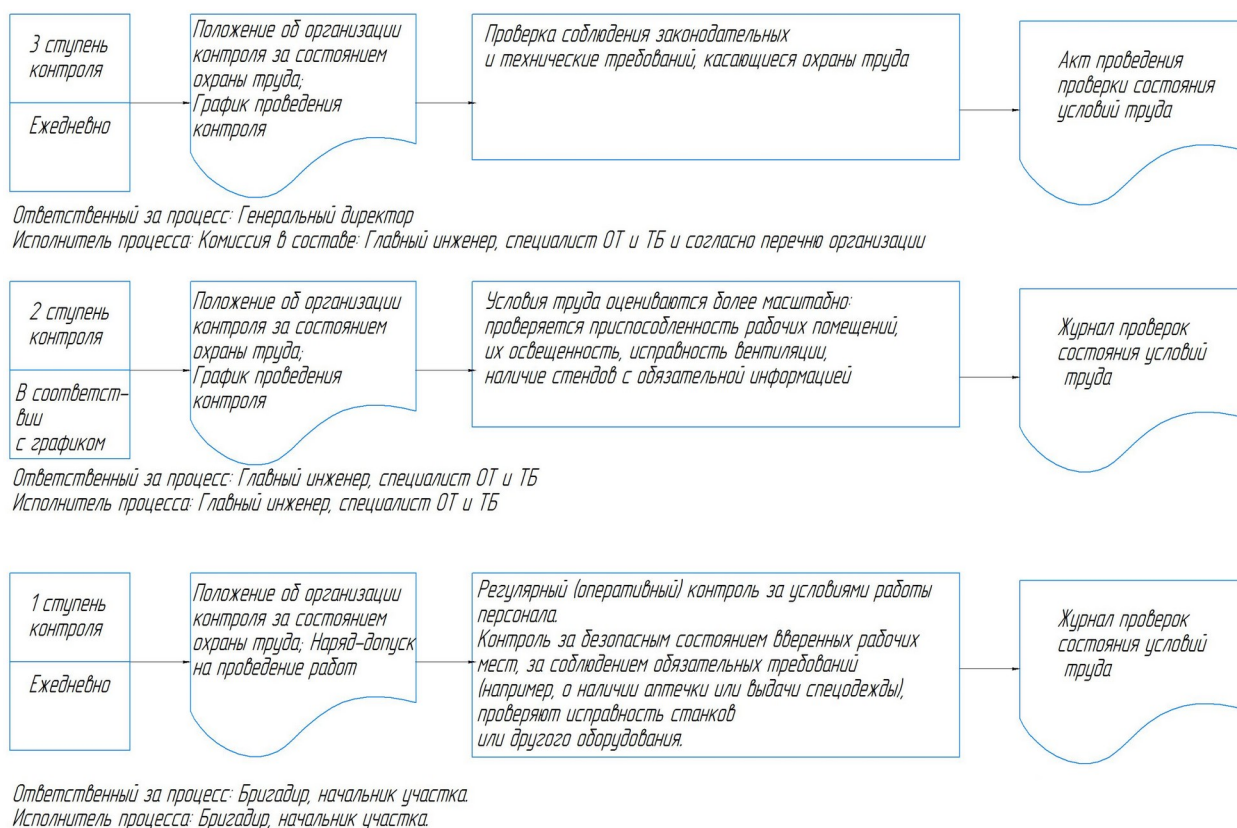 3 ступень
контроля
Ежедневно
Положение об организации
контроля за состоянием
охраны труда;
График проведения
контроля
Проверка соблюдения законодательных
и технические требований, касающиеся охраны труда
Акт проведения
проверки состояния
условий труда
Ответственный за процесс: Генеральный директор
Исполнитель процесса: Комиссия в составе: Главный инженер, специалист ОТ и ТБ и согласно перечню организации
2 ступень
контроля
В соответст-
вии
с графиком
Положение об организации
контроля за состоянием
охраны труда;
График проведения
контроля
Условия труда оцениваются более масштабно:
проверяется приспособленность рабочих помещений,
их освещенность, исправность вентиляции,
наличие стендов с обязательной информацией
Журнал проверок
состояния условий
труда
Ответственный за процесс: Главный инженер, специалист ОТ и ТБ
Исполнитель процесса: Главный инженер, специалист ОТ и ТБ
1 ступень
контроля
Ежедневно
Положение об организации
контроля за состоянием
охраны труда; Наряд-допуск
на проведение работ
Регулярный (оперативный) контроль за условиями работы
персонала.
Контроль за безопасным состоянием вверенных рабочих
мест, за соблюдением обязательных требований
(например, о наличии аптечки или выдачи спецодежды),
проверяют исправность станков
или другого оборудования.
Журнал проверок
состояния условий
труда
Ответственный за процесс: Бригадир, начальник участка.
Исполнитель процесса: Бригадир, начальник участка.